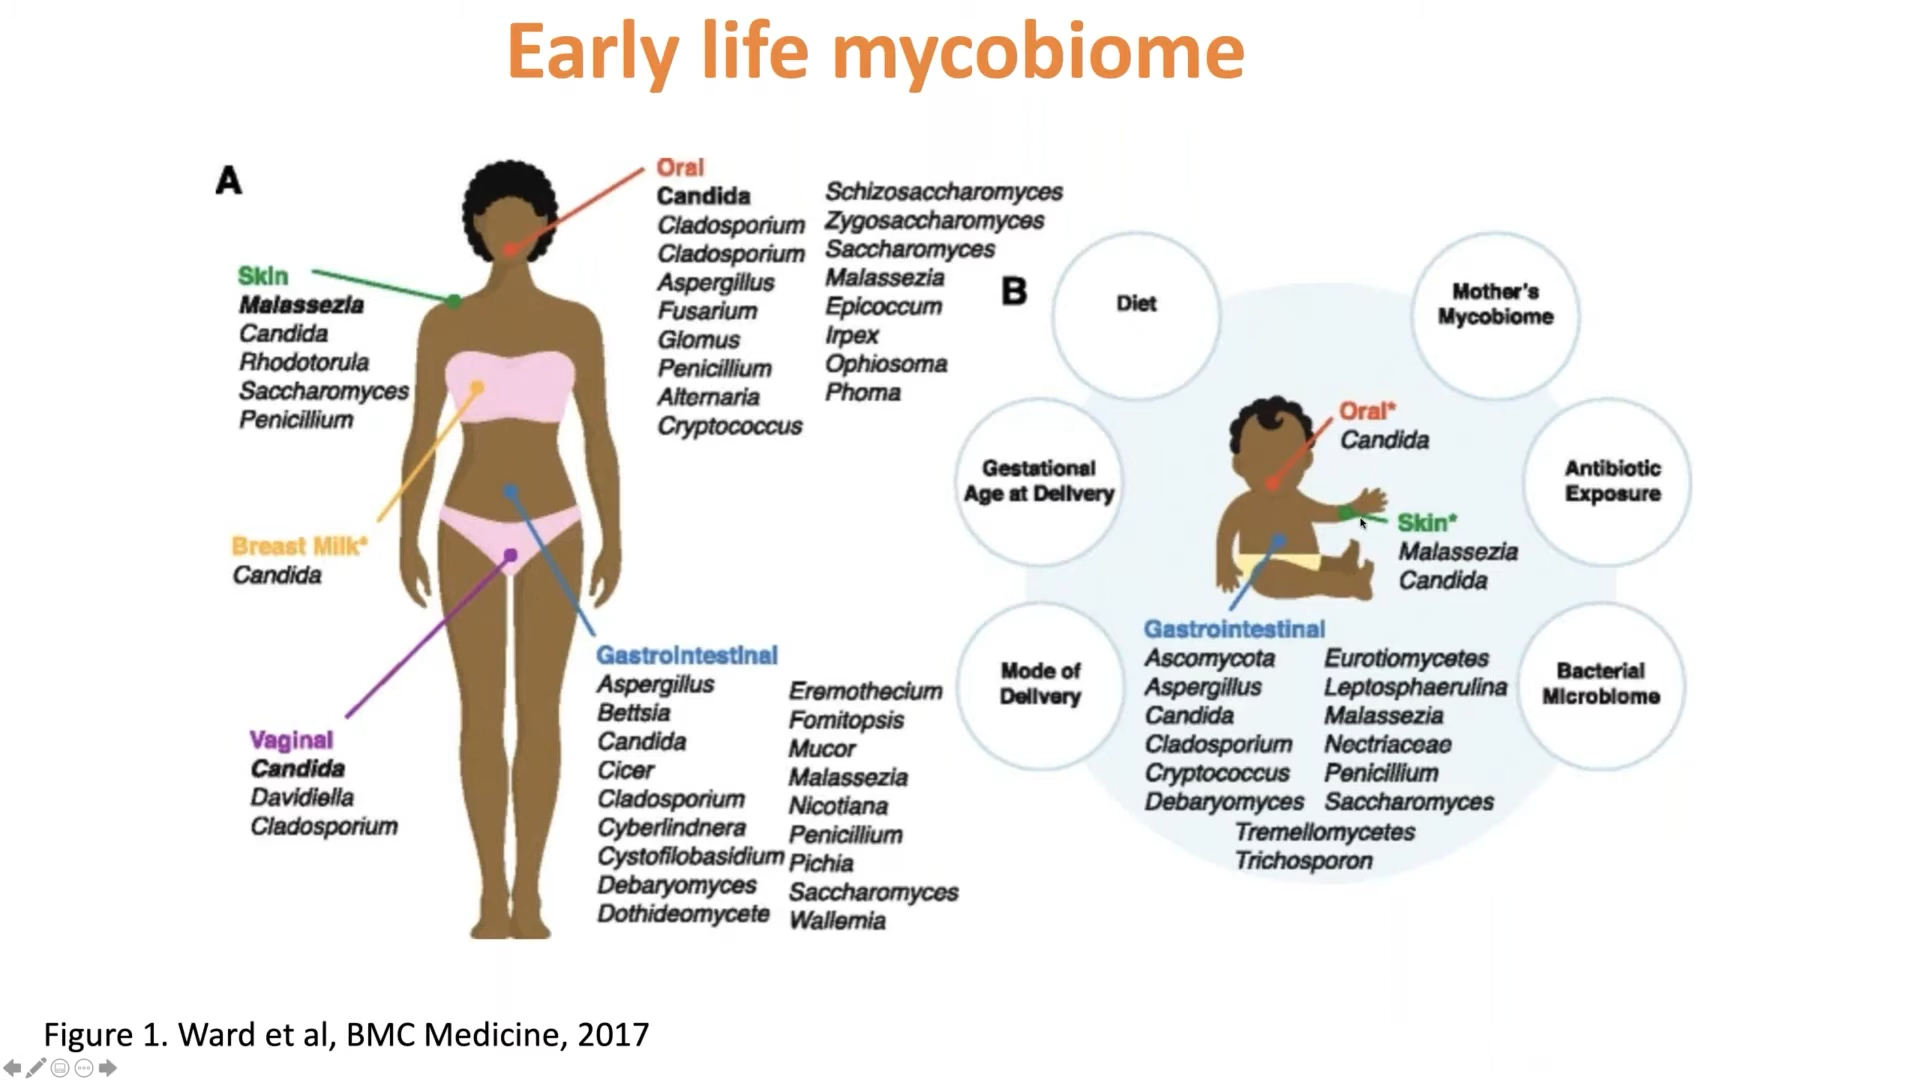 Early life mycobiome
A
Oral
Candida
Cladosporium
Cladosporium
Aspergillus
Fusarium
Glomus
Penicillium
Alternaria
Cryptococcus
Schizosaccharomyces
Zygosaccharomyces
Saccharomyces
Malassezia
Epicoccum
Irpex
Ophiosoma
Phoma
Skin
Malassezia
Candida
Rhodotorula
Saccharomyces
Penicillium
Breast Milk*
Candida
Vaginal
Candida
Davidiella
Cladosporium
Gastrointestinal
Aspergillus
Bettsia
Candida
Cicer
Cladosporium
Cyberlindnera
Cystofilobasidium
Debaryomyces
Dothideomycete
Eremothecium
Fomitopsis
Mucor
Malassezia
Nicotiana
Penicillium
Pichia
Saccharomyces
Wallemia
B
Diet
Mother's
Mycobiome
Gestational
Age at Delivery
Antibiotic
Exposure
Mode of
Delivery
Bacterial
Microbiome
Oral*
Candida
Skin*
Malassezia
Candida
Gastrointestinal
Ascomycota
Aspergillus
Candida
Cladosporium
Cryptococcus
Debaryomyces
Eurotiomycetes
Leptosphaerulina
Malassezia
Nectriaceae
Penicillium
Saccharomyces
Tremellomycetes
Trichosporon
Figure 1. Ward et al, BMC Medicine, 2017